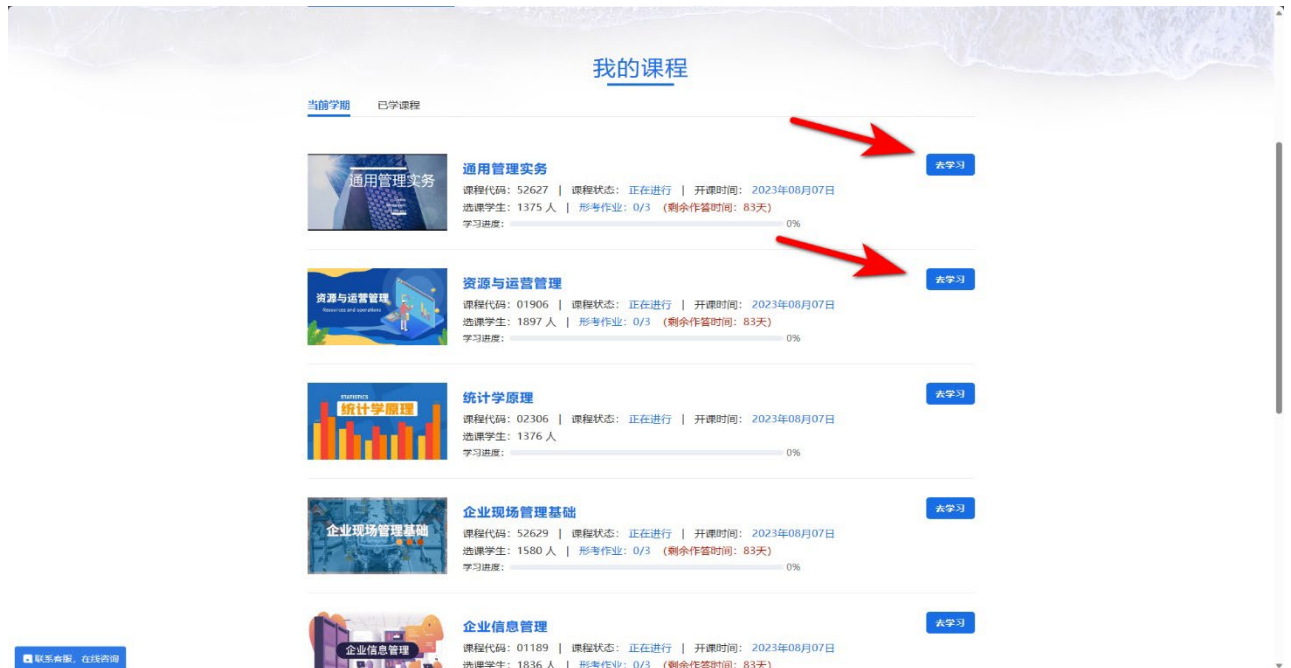 我的课程
当前学期 已学课程
通用管理实务
通用管理实务
去学习
课程代码：52627 | 课程状态：正在进行 | 开课时间：2023年08月07日
选课学生：1375 人 | 形考作业：0/3 （剩余作答时间：83天）
学习进度： 0%
资源与运营管理
Resources and operations
资源与运营管理
去学习
课程代码：01906 | 课程状态：正在进行 | 开课时间：2023年08月07日
选课学生：1897 人 | 形考作业：0/3 （剩余作答时间：83天）
学习进度： 0%
STATISTICS
统计学原理
统计学原理
去学习
课程代码：02306 | 课程状态：正在进行 | 开课时间：2023年08月07日
选课学生：1376 人
学习进度： 0%
企业现场管理基础
企业现场管理基础
去学习
课程代码：52629 | 课程状态：正在进行 | 开课时间：2023年08月07日
选课学生：1580 人 | 形考作业：0/3 （剩余作答时间：83天）
学习进度： 0%
企业信息管理
企业信息管理
去学习
课程代码：01189 | 课程状态：正在进行 | 开课时间：2023年08月07日
选课学生：1836 人 | 形考作业：0/3 （剩余作答时间：83天）
联系客服，在线咨询